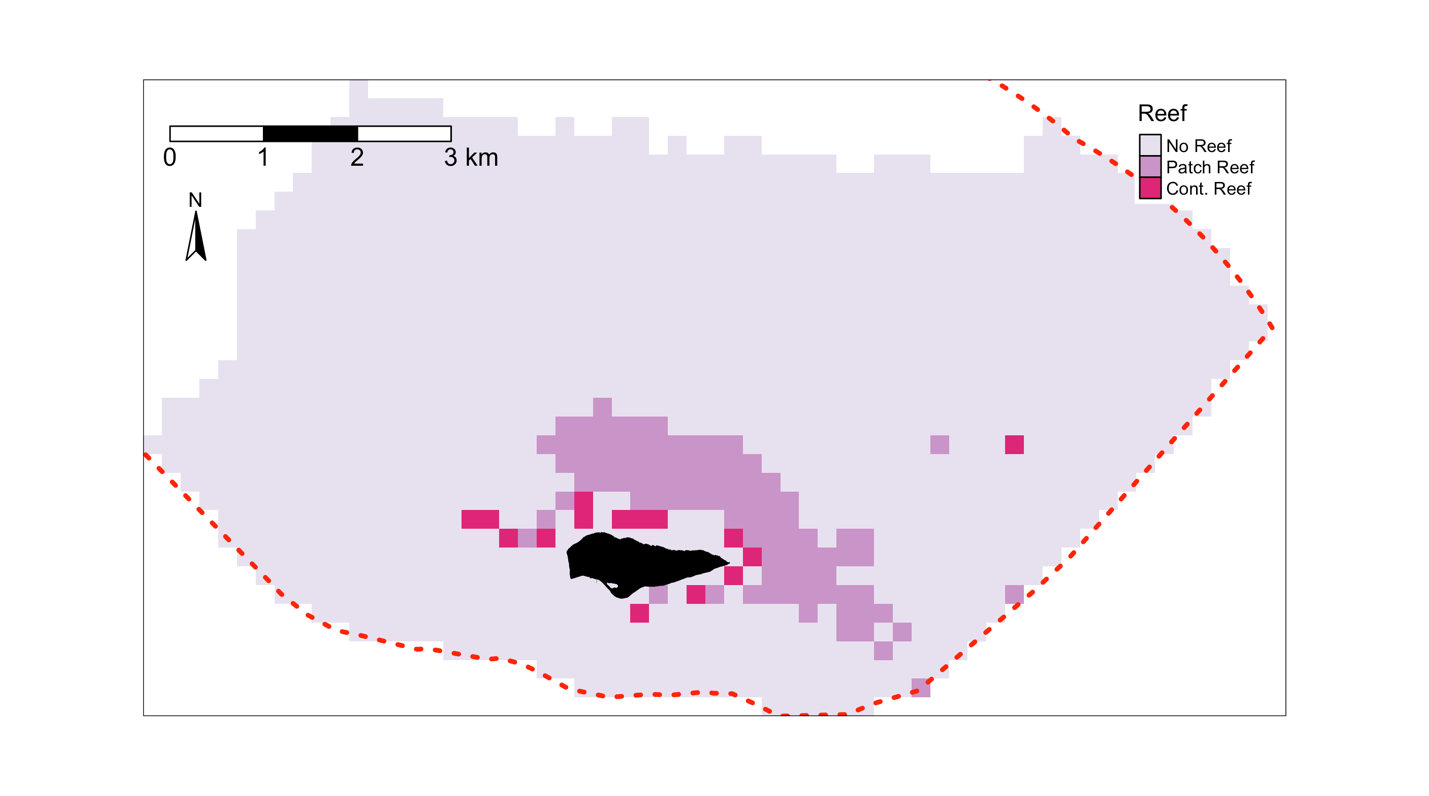 Reef
No Reef
Patch Reef
Cont. Reef
0 1 2 3 km
N